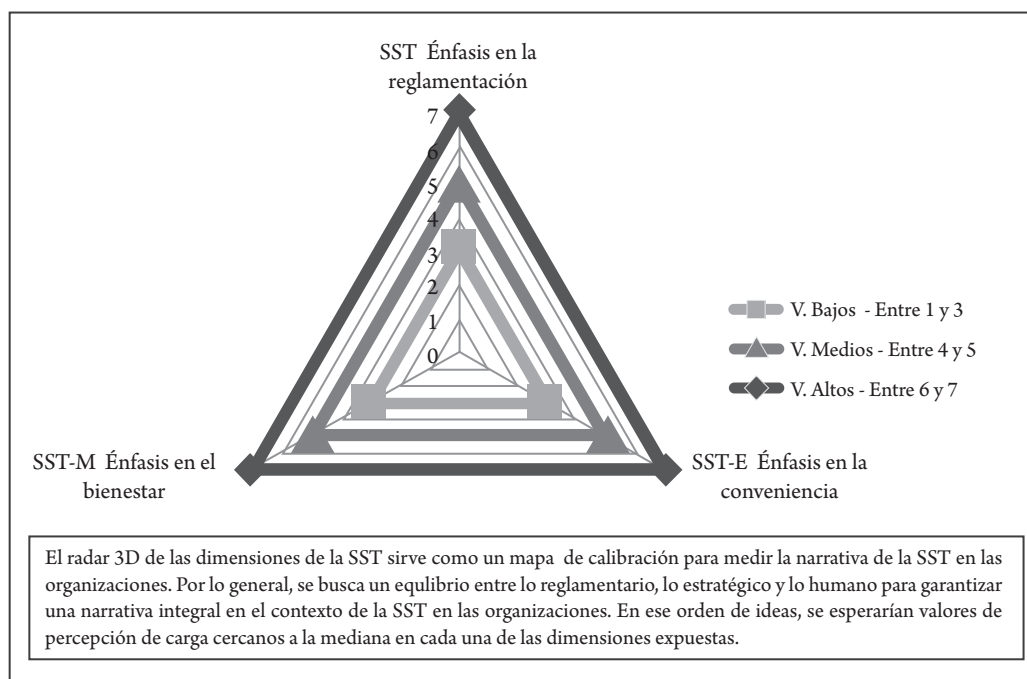 SST Énfasis en la
reglamentación
7
6
5
4
3
2
1
0
V. Bajos - Entre 1 y 3
V. Medios - Entre 4 y 5
V. Altos - Entre 6 y 7
SST-M Énfasis en el
bienestar
SST-E Énfasis en la
conveniencia
El radar 3D de las dimensiones de la SST sirve como un mapa de calibración para medir la narrativa de la SST en las
organizaciones. Por lo general, se busca un equlibrio entre lo reglamentario, lo estratégico y lo humano para garantizar
una narrativa integral en el contexto de la SST en las organizaciones. En ese orden de ideas, se esperarían valores de
percepción de carga cercanos a la mediana en cada una de las dimensiones expuestas.